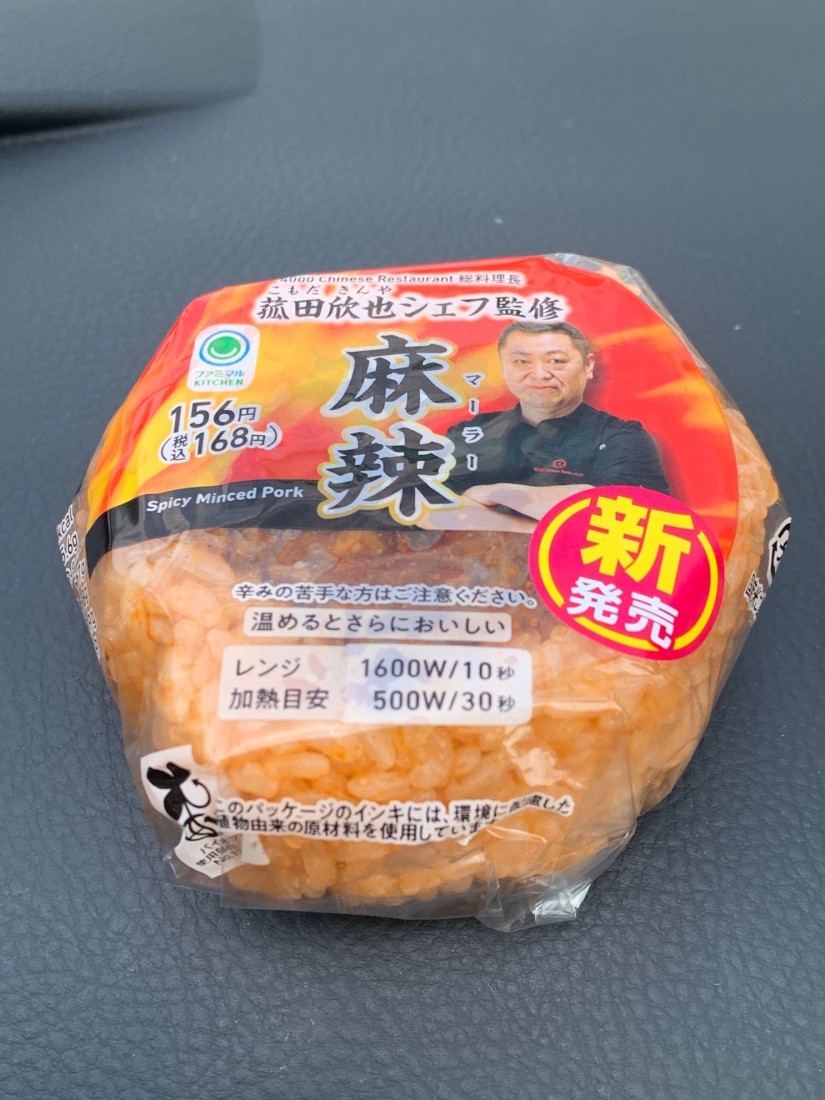 4000 Chinese Restaurant 総料理長
こもだ きんや
菰田欣也シェフ監修
ファミマル
KITCHEN
麻辣
マーラー
156円
(税込168円)
Spicy Minced Pork
新
発売
辛みの苦手な方はご注意ください。
温めるとさらにおいしい
レンジ 1600W/10秒
加熱目安 500W/30秒
このパッケージのインキには、環境に配慮した
植物由来の原材料を使用しています